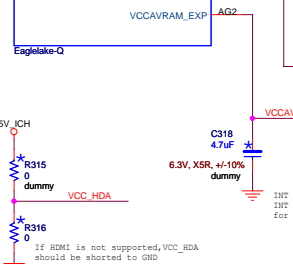 VCCAVRAM_EXP
AG2
Eaglelake-Q
5V_ICH
C318
4.7uF
VCCAV
6.3V, X5R, +/-10%
dummy
R315
0
dummy
VCC_HDA
INT
INT
for
R316
0
If HDMI is not supported,VCC_HDA
should be shorted to GND